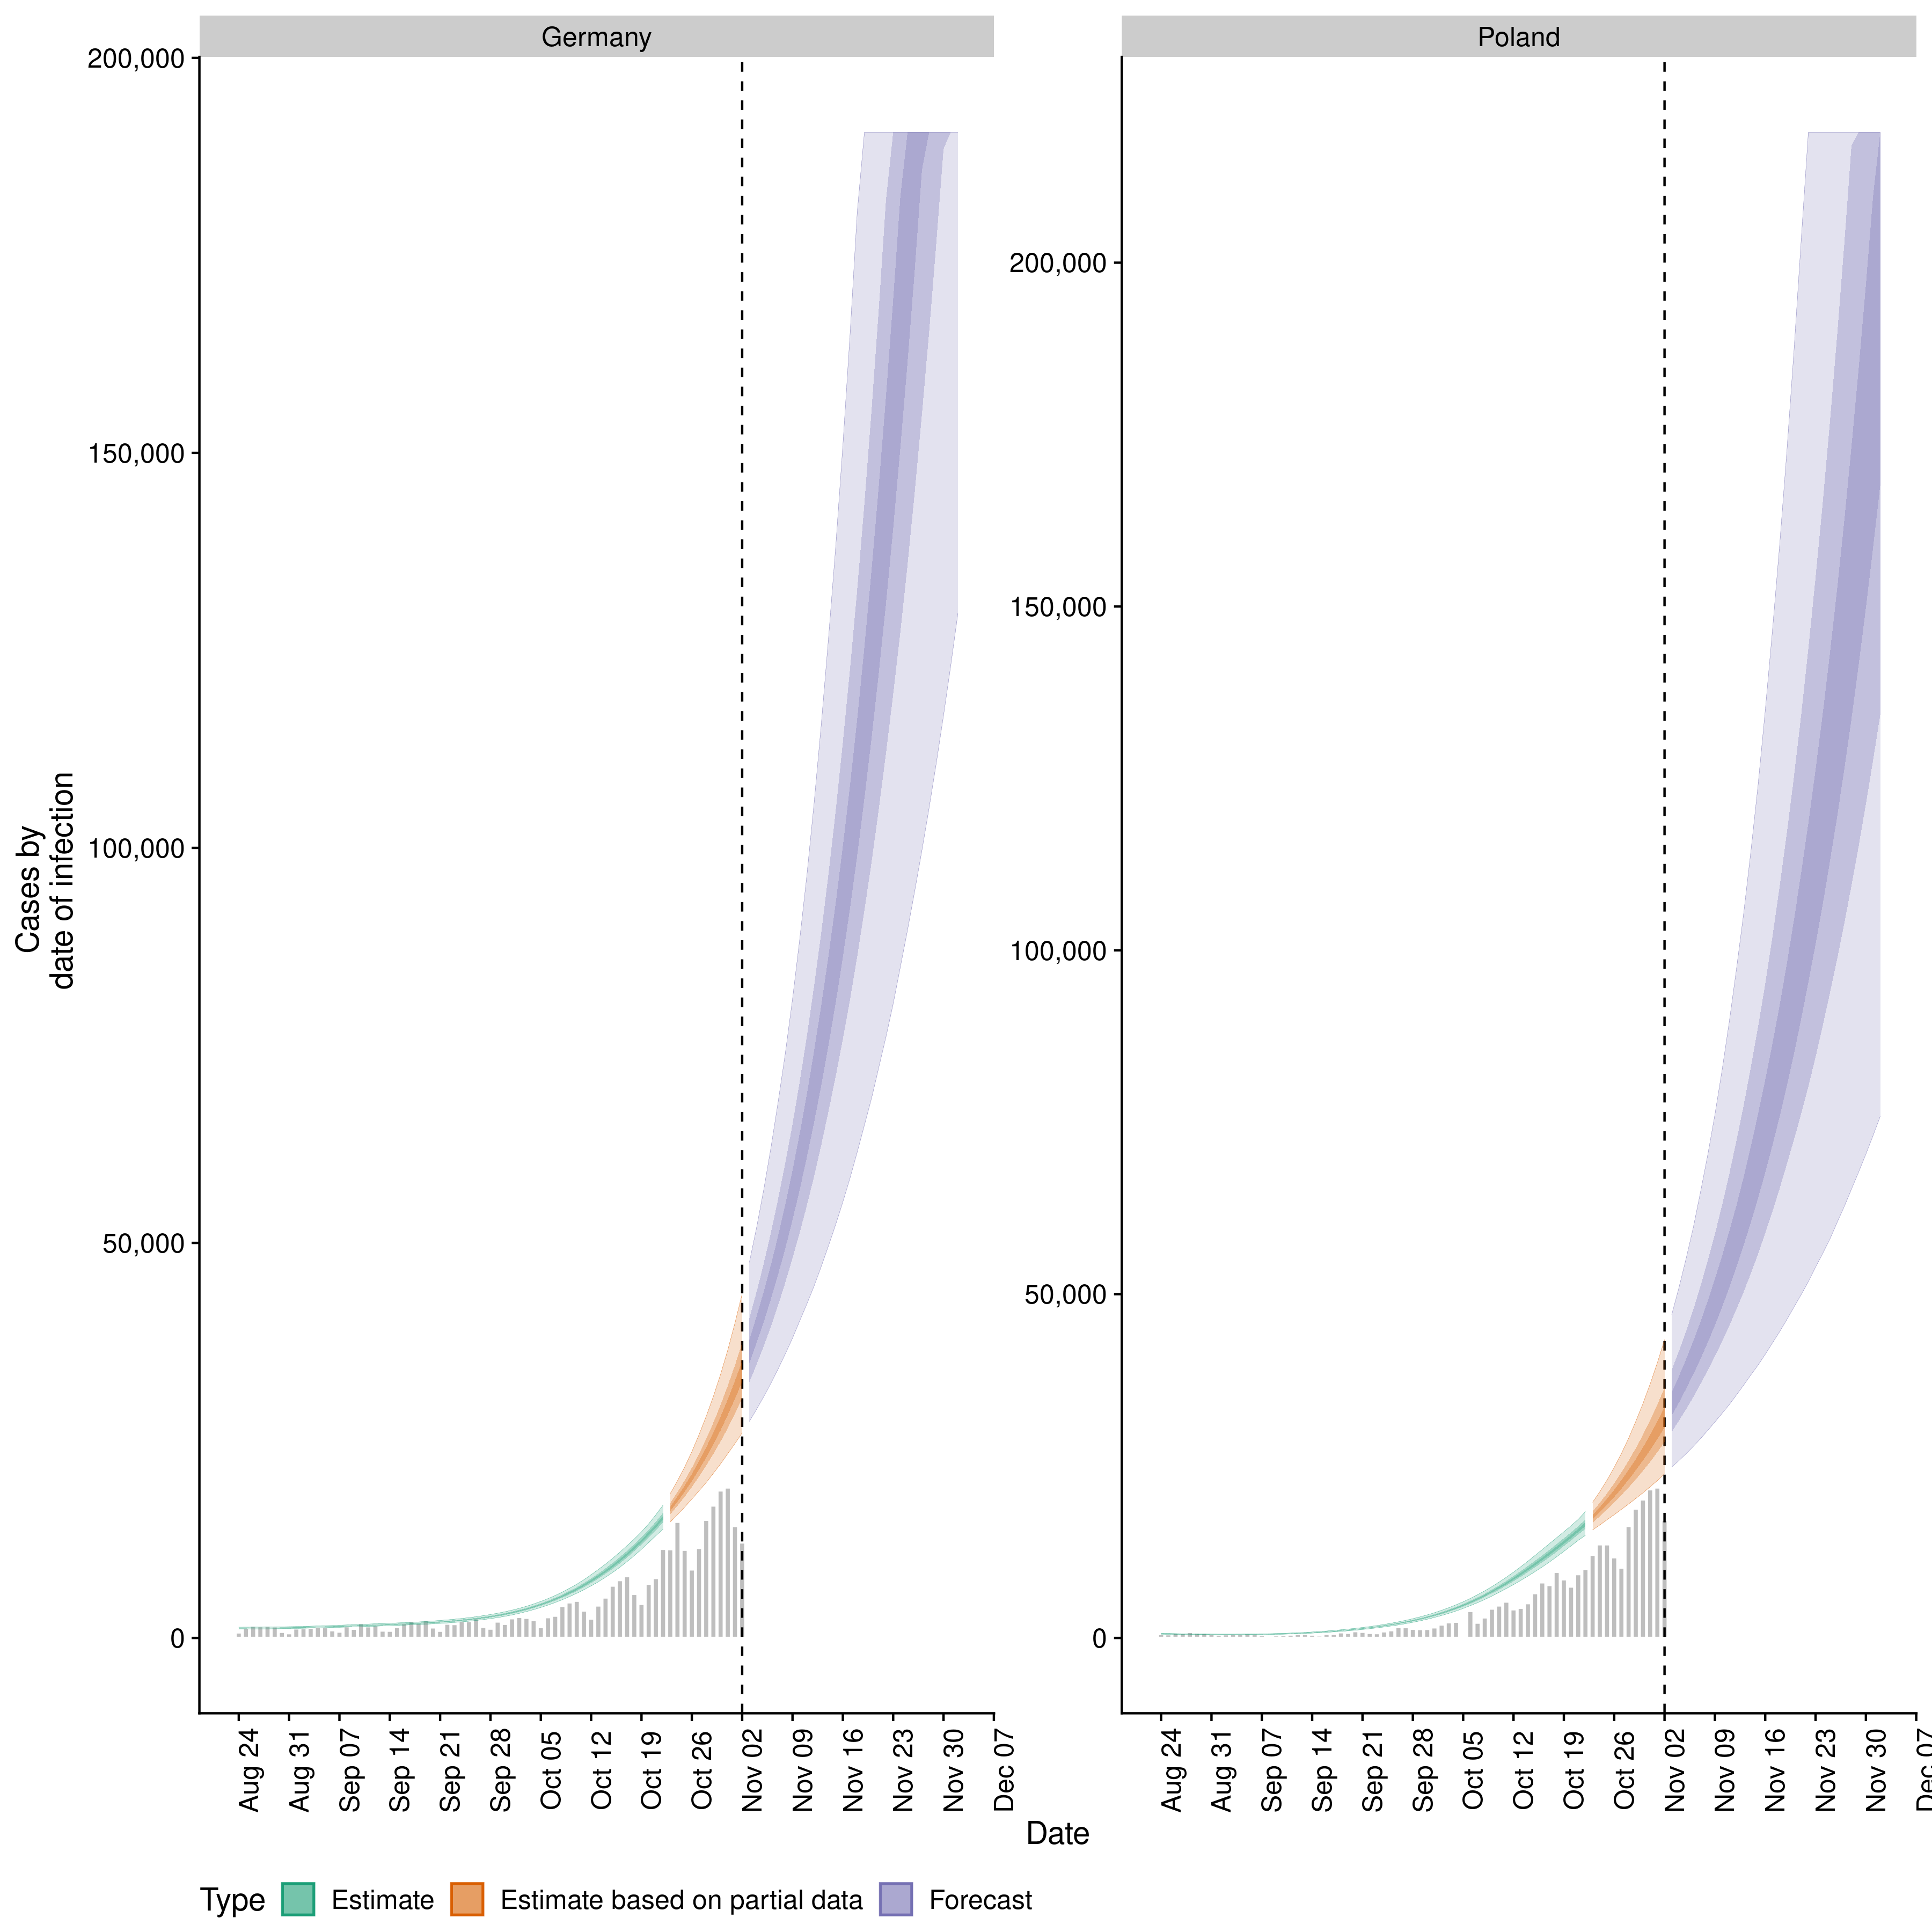 Germany
Poland
200,000
150,000
100,000
50,000
0
200,000
150,000
100,000
50,000
0
Cases by
date of infection
Aug 24
Aug 31
Sep 07
Sep 14
Sep 21
Sep 28
Oct 05
Oct 12
Oct 19
Oct 26
Nov 02
Nov 09
Nov 16
Nov 23
Nov 30
Dec 07
Aug 24
Aug 31
Sep 07
Sep 14
Sep 21
Sep 28
Oct 05
Oct 12
Oct 19
Oct 26
Nov 02
Nov 09
Nov 16
Nov 23
Nov 30
Dec 07
Date
Type Estimate Estimate based on partial data Forecast